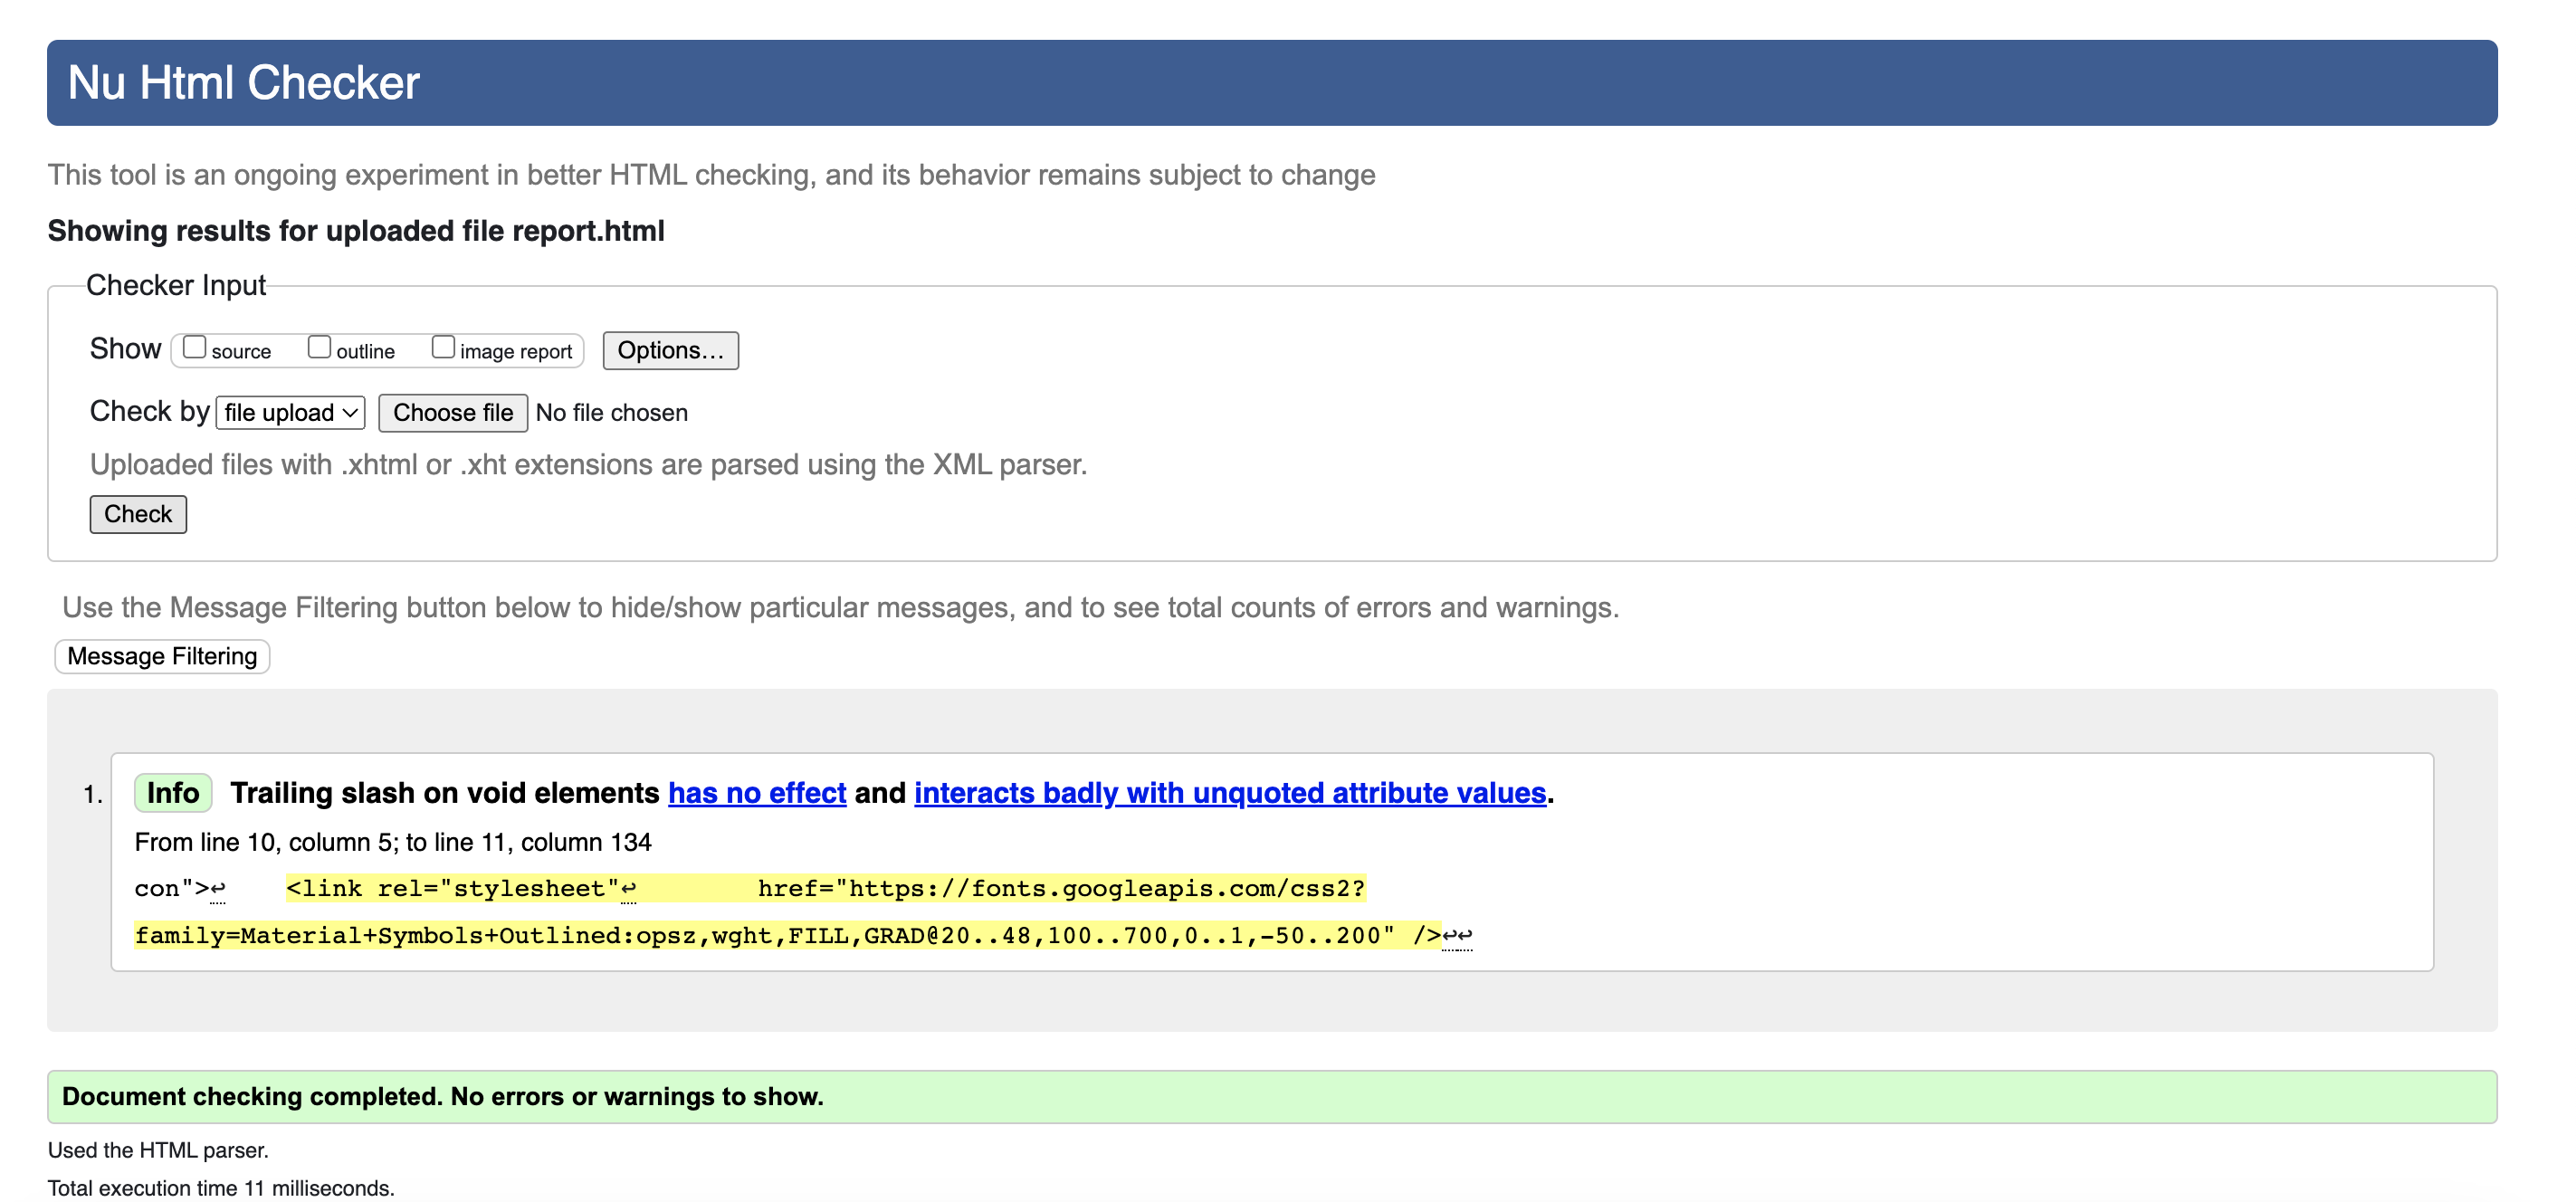 Nu Html Checker
This tool is an ongoing experiment in better HTML checking, and its behavior remains subject to change
Showing results for uploaded file report.html
Checker Input
Show source outline image report Options...
Check by file upload Choose file No file chosen
Uploaded files with .xhtml or .xht extensions are parsed using the XML parser.
Check
Use the Message Filtering button below to hide/show particular messages, and to see total counts of errors and warnings.
Message Filtering
1. Info Trailing slash on void elements has no effect and interacts badly with unquoted attribute values.
From line 10, column 5; to line 11, column 134
con">↩ <link rel="stylesheet"↩ href="https://fonts.googleapis.com/css2?
family=Material+Symbols+Outlined:opsz,wght,FILL,GRAD@20..48,100..700,0..1,-50..200" />↩↩
Document checking completed. No errors or warnings to show.
Used the HTML parser.
Total execution time 11 milliseconds.